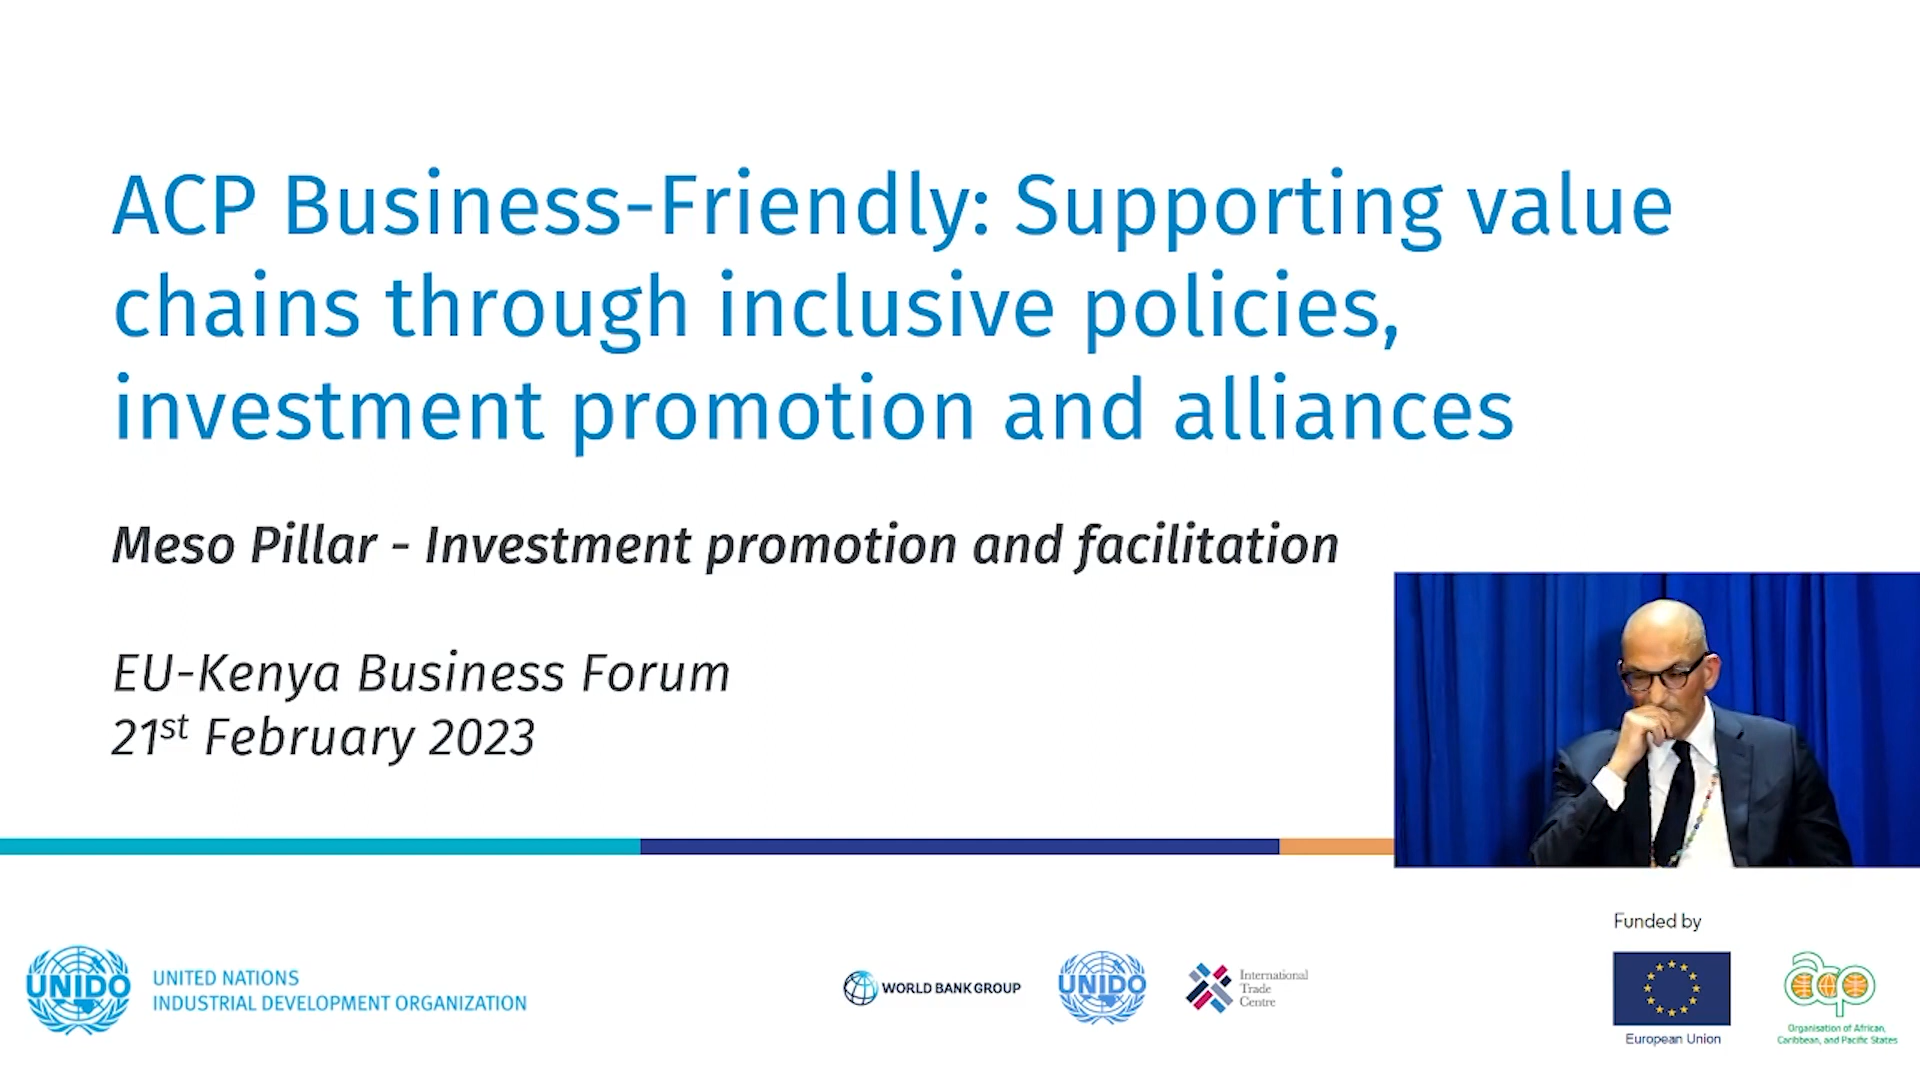 ACP Business-Friendly: Supporting value
chains through inclusive policies,
investment promotion and alliances
Meso Pillar - Investment promotion and facilitation
EU-Kenya Business Forum
21st February 2023
UNIDO
UNITED NATIONS
INDUSTRIAL DEVELOPMENT ORGANIZATION
WORLD BANK GROUP
UNIDO
International
Trade
Centre
Funded by
European Union
acp
Organisation of African,
Caribbean, and Pacific States